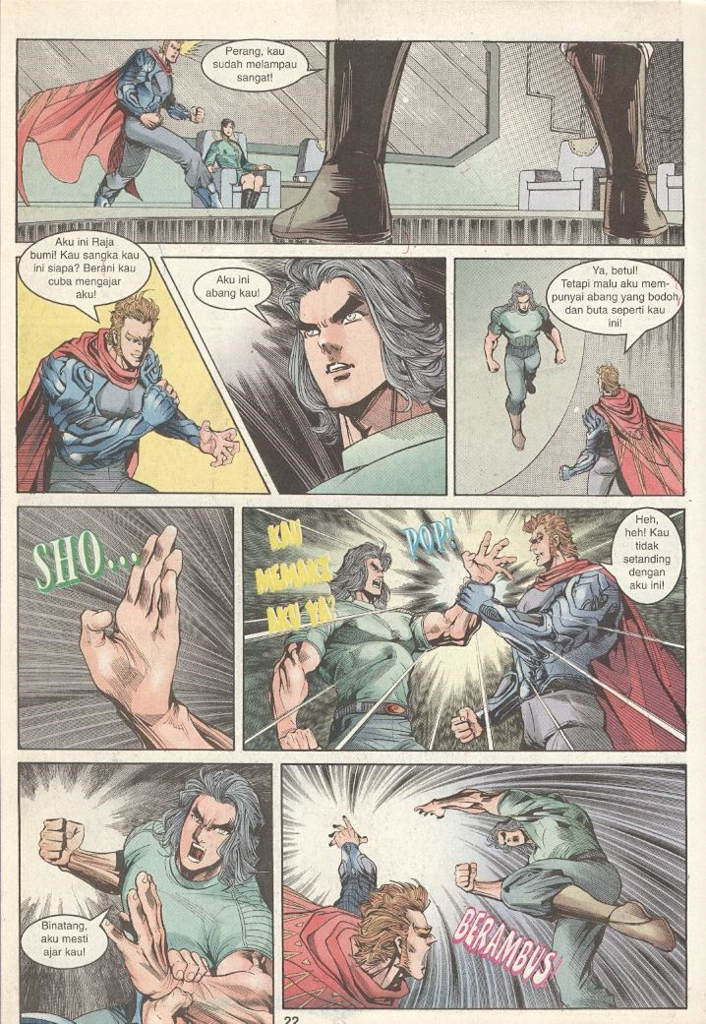 Perang, kau
sudah melampau
sangat!
Aku ini Raja
bumi! Kau sangka kau
ini siapa? Berani kau
cuba mengajar
aku!
Aku ini
abang kau!
Ya, betul!
Tetapi malu aku mem-
punyai abang yang bodoh
dan buta seperti kau
ini!
SHO...
KAU
MEMAKI
AKU YA?
POP!
Heh,
heh! Kau
tidak
setanding
dengan
aku ini!
Binatang,
aku mesti
ajar kau!
BERAMBUS!
22